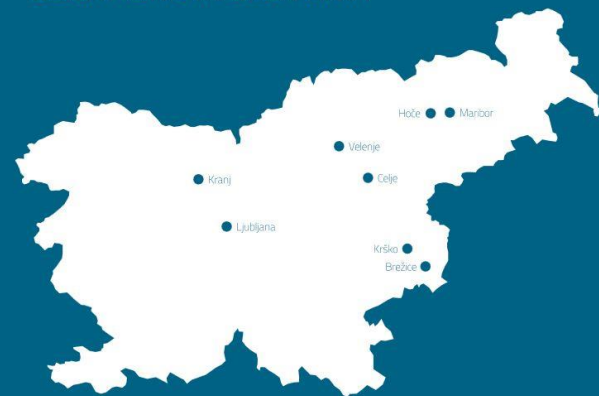 Hoče
Maribor
Velenje
Kranj
Celje
Ljubljana
Krško
Brežice